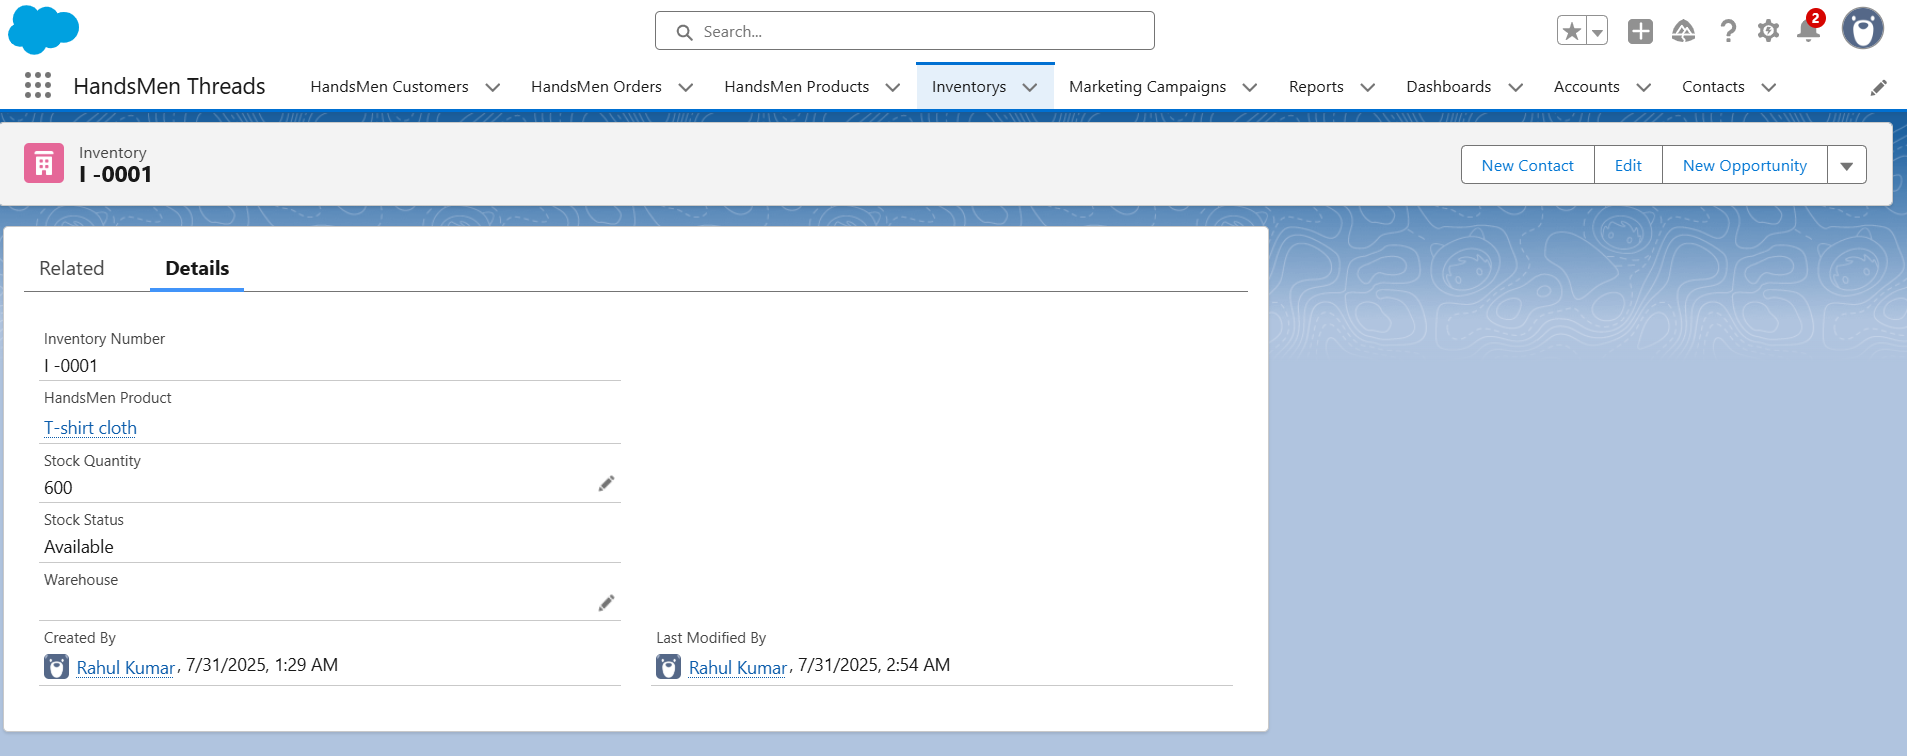 Search...
2
HandsMen Threads HandsMen Customers HandsMen Orders HandsMen Products Inventorys Marketing Campaigns Reports Dashboards Accounts Contacts
Inventory
I -0001
New Contact Edit New Opportunity
Related Details
Inventory Number
I -0001
HandsMen Product
T-shirt cloth
Stock Quantity
600
Stock Status
Available
Warehouse
Created By Last Modified By
Rahul Kumar, 7/31/2025, 1:29 AM Rahul Kumar, 7/31/2025, 2:54 AM